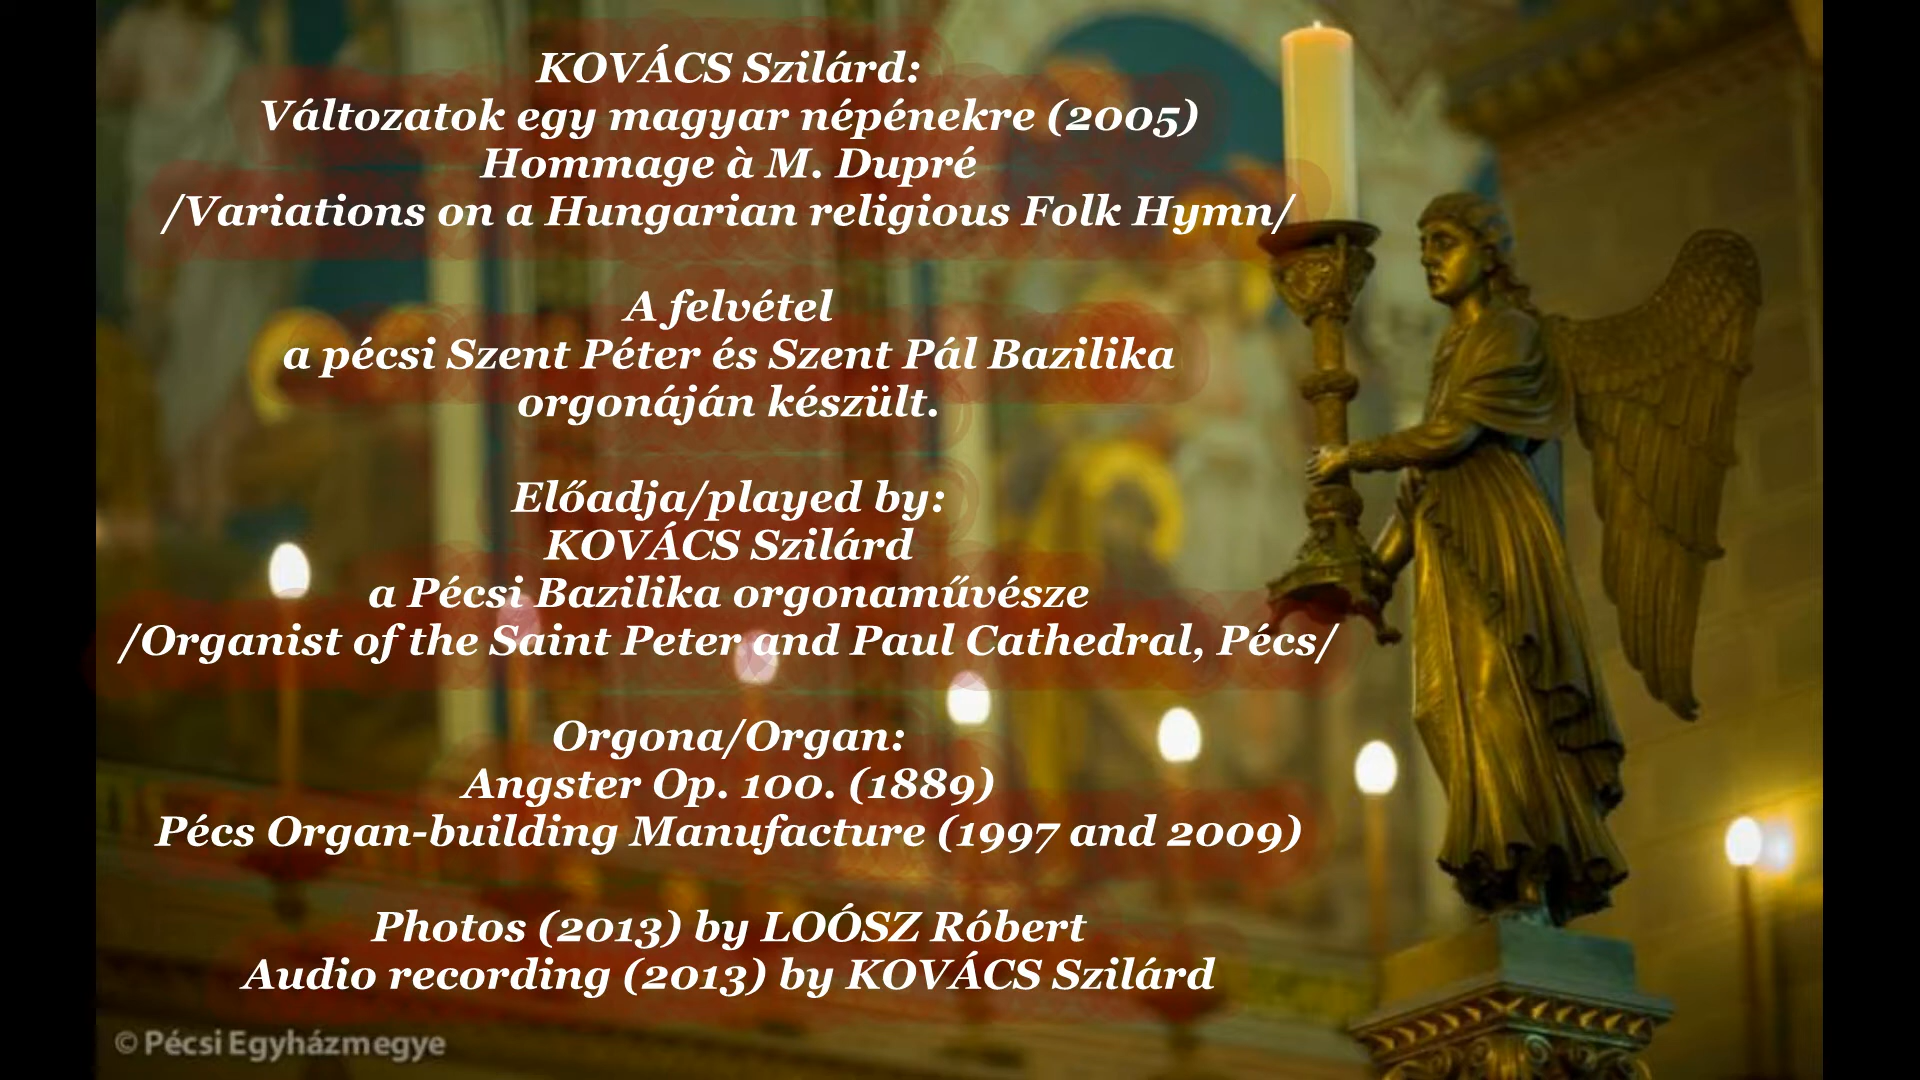 KOVÁCS Szilárd:
Változatok egy magyar népénekre (2005)
Hommage à M. Dupré
/Variations on a Hungarian religious Folk Hymn/
A felvétel
a pécsi Szent Péter és Szent Pál Bazilika
orgonáján készült.
Előadja/played by:
KOVÁCS Szilárd
a Pécsi Bazilika orgonaművésze
/Organist of the Saint Peter and Paul Cathedral, Pécs/
Orgona/Organ:
Angster Op. 100. (1889)
Pécs Organ-building Manufacture (1997 and 2009)
Photos (2013) by LOÓSZ Róbert
Audio recording (2013) by KOVÁCS Szilárd
© Pécsi Egyházmegye